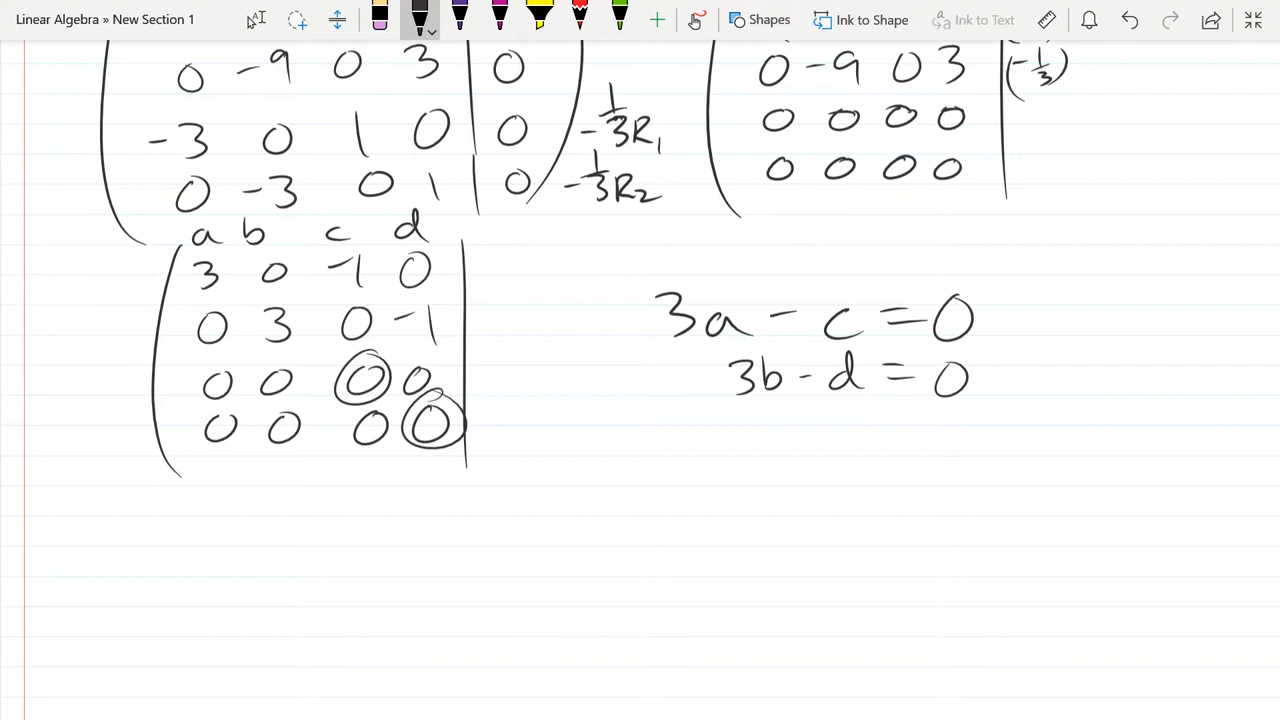 Linear Algebra » New Section 1
Shapes
Ink to Shape
Ink to Text
0 -9 0 3 | 0
-3 0 1 0 | 0 -1/3R₁
0 -3 0 1 | 0 -1/3R₂
0 -9 0 3 | (-1/3)
0 0 0 0
0 0 0 0
a b c d
3 0 -1 0
0 3 0 -1
0 0 0 0
0 0 0 0
3a - c = 0
3b - d = 0